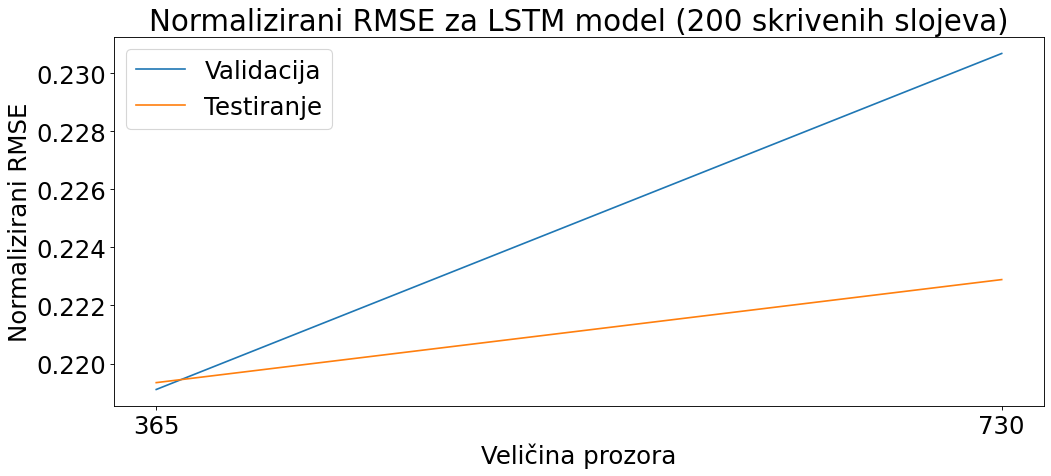 Normalizirani RMSE za LSTM model (200 skrivenih slojeva)
Validacija
Testiranje
Normalizirani RMSE
0.230
0.228
0.226
0.224
0.222
0.220
365
730
Veličina prozora